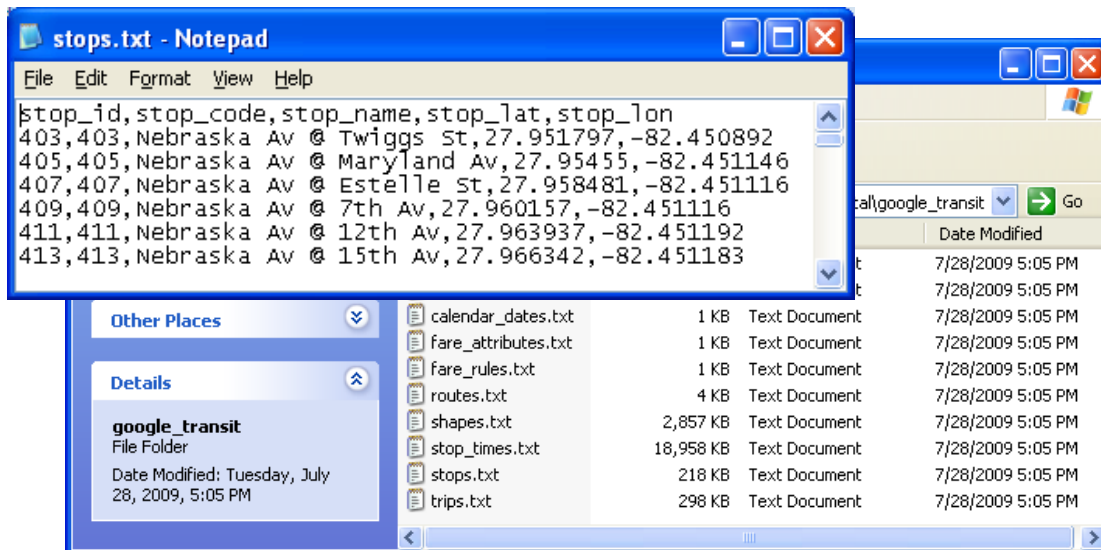 stops.txt - Notepad
File Edit Format View Help
stop_id,stop_code,stop_name,stop_lat,stop_lon
403,403,Nebraska Av @ Twiggs St,27.951797,-82.450892
405,405,Nebraska Av @ Maryland Av,27.95455,-82.451146
407,407,Nebraska Av @ Estelle St,27.958481,-82.451116
409,409,Nebraska Av @ 7th Av,27.960157,-82.451116
411,411,Nebraska Av @ 12th Av,27.963937,-82.451192
413,413,Nebraska Av @ 15th Av,27.966342,-82.451183
cal\google_transit Go
Date Modified
t 7/28/2009 5:05 PM
t 7/28/2009 5:05 PM
Other Places
Details
google_transit
File Folder
Date Modified: Tuesday, July
28, 2009, 5:05 PM
calendar_dates.txt 1 KB Text Document 7/28/2009 5:05 PM
fare_attributes.txt 1 KB Text Document 7/28/2009 5:05 PM
fare_rules.txt 1 KB Text Document 7/28/2009 5:05 PM
routes.txt 4 KB Text Document 7/28/2009 5:05 PM
shapes.txt 2,857 KB Text Document 7/28/2009 5:05 PM
stop_times.txt 18,958 KB Text Document 7/28/2009 5:05 PM
stops.txt 218 KB Text Document 7/28/2009 5:05 PM
trips.txt 298 KB Text Document 7/28/2009 5:05 PM